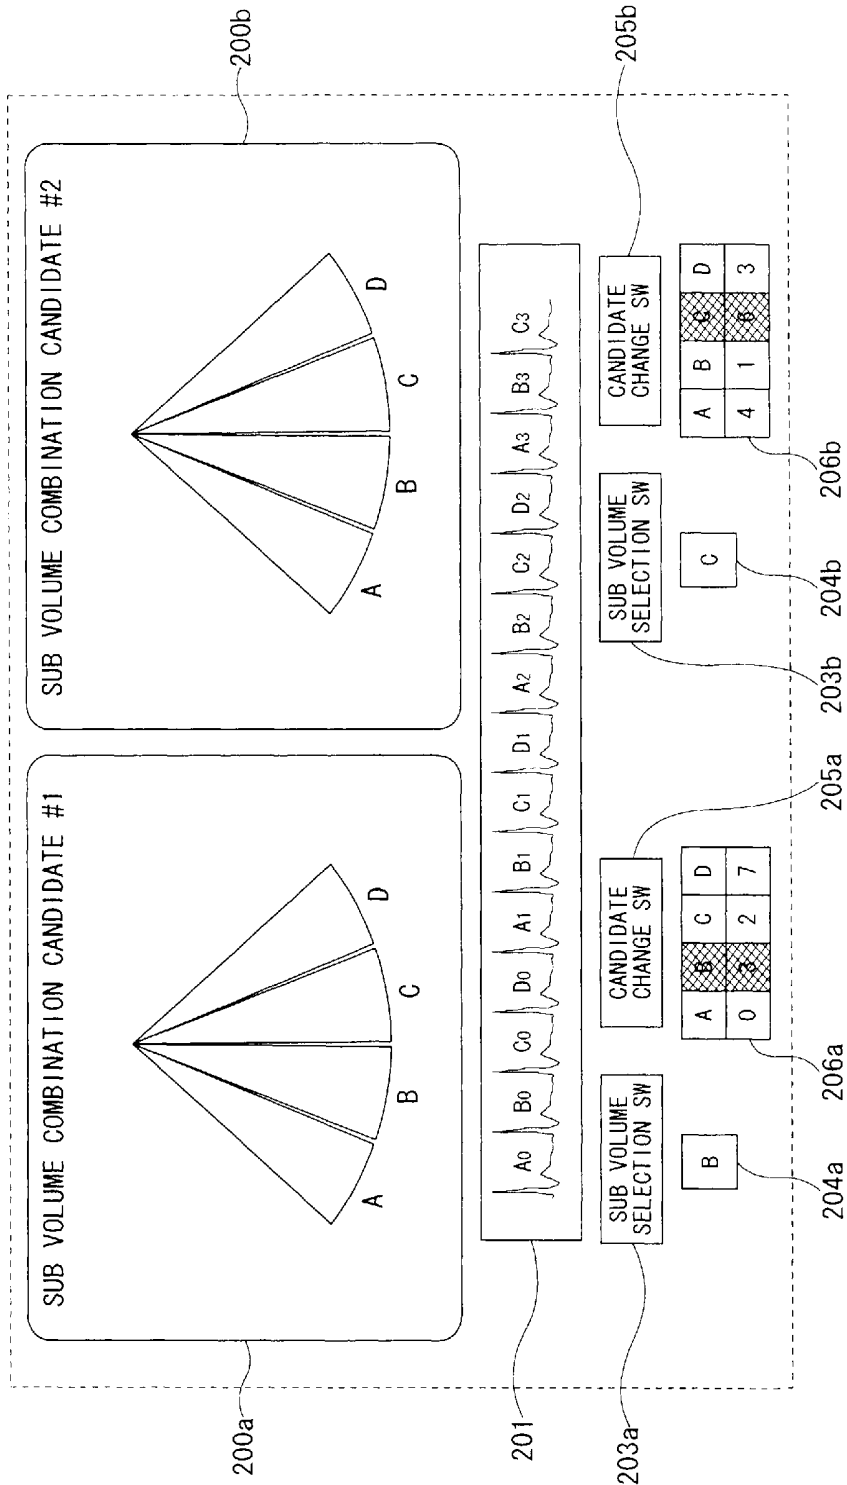 SUB VOLUME COMBINATION CANDIDATE #1
A
B
C
D
200a
SUB VOLUME COMBINATION CANDIDATE #2
A
B
C
D
200b
A0 B0 C0 D0 A1 B1 C1 D1 A2 B2 C2 D2 A3 B3 C3
201
SUB VOLUME
SELECTION SW
203a
B
204a
CANDIDATE
CHANGE SW
205a
A B C D
0 3 2 7
206a
SUB VOLUME
SELECTION SW
203b
C
204b
CANDIDATE
CHANGE SW
205b
A B C D
4 1 6 3
206b